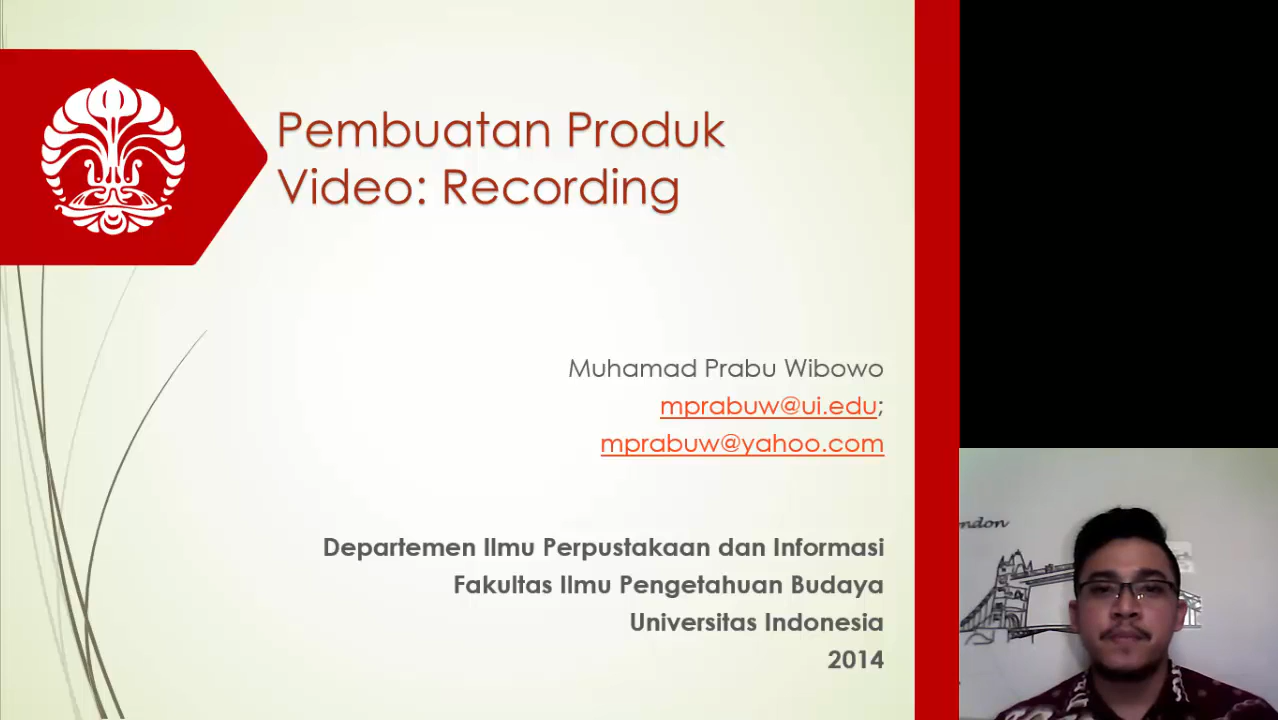 Pembuatan Produk
Video: Recording
Muhamad Prabu Wibowo
mprabuw@ui.edu;
mprabuw@yahoo.com
Departemen Ilmu Perpustakaan dan Informasi
Fakultas Ilmu Pengetahuan Budaya
Universitas Indonesia
2014